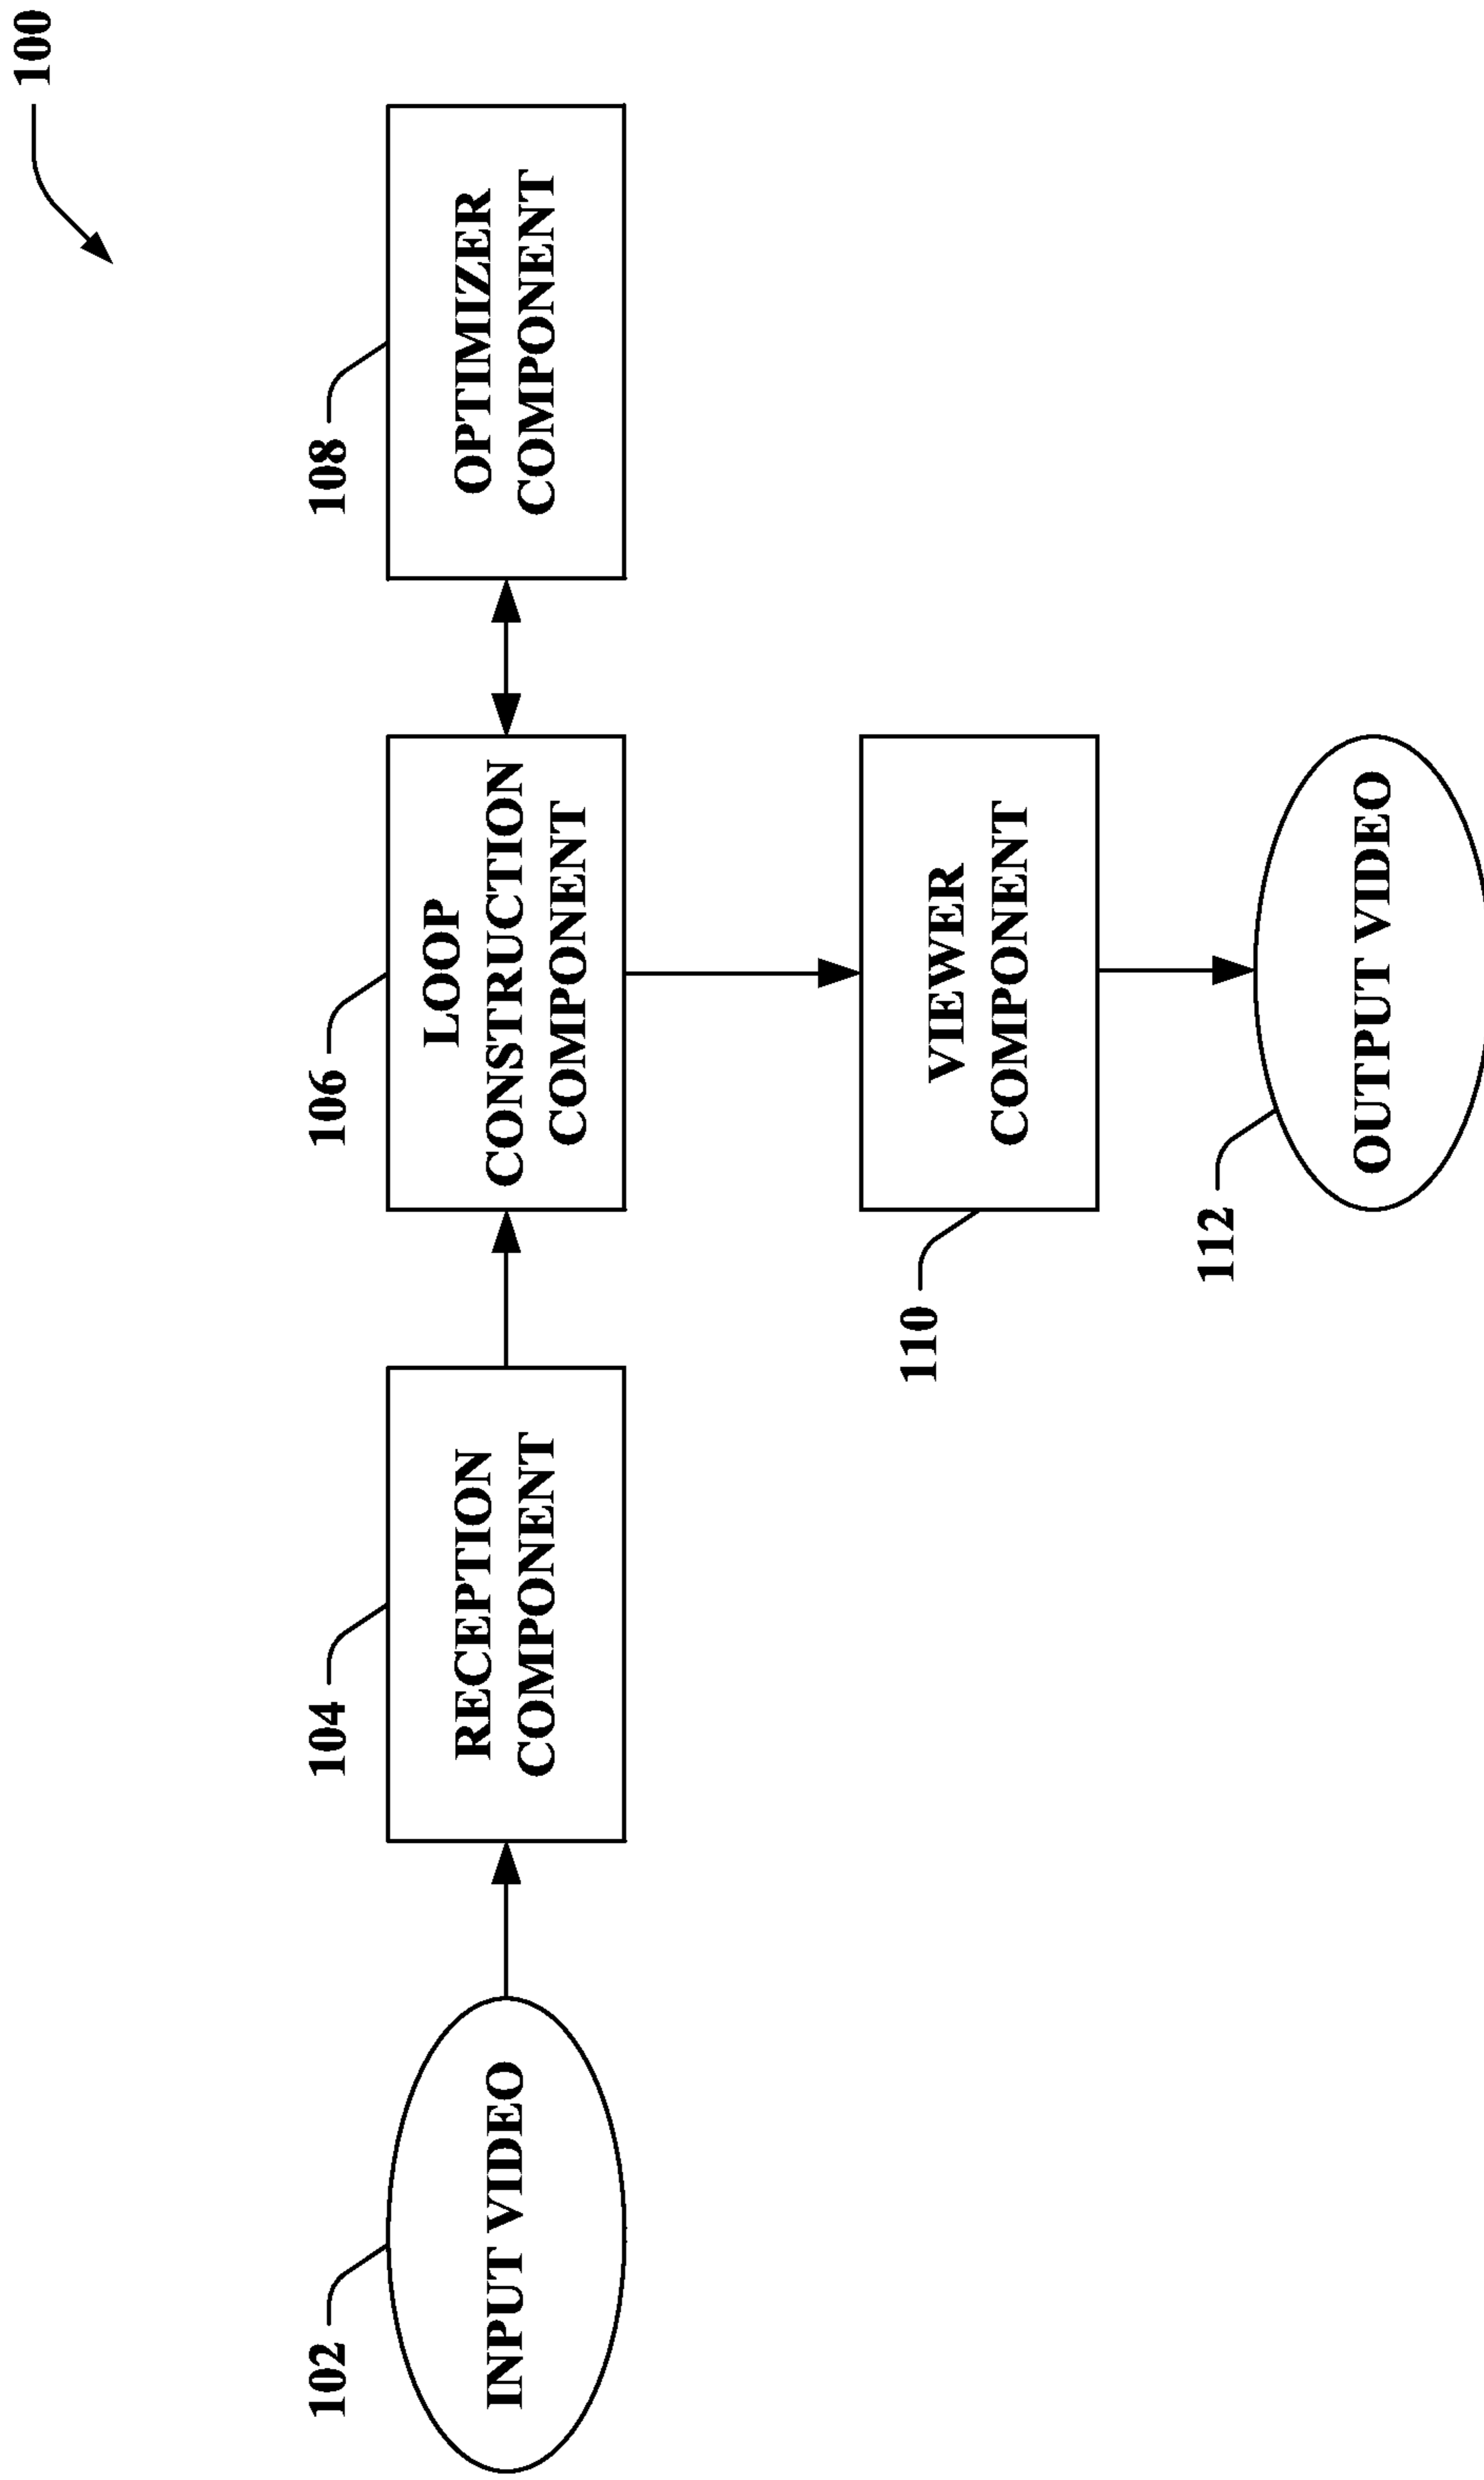 100
102
INPUT VIDEO
104
RECEPTION
COMPONENT
106
LOOP
CONSTRUCTION
COMPONENT
108
OPTIMIZER
COMPONENT
110
VIEWER
COMPONENT
112
OUTPUT VIDEO